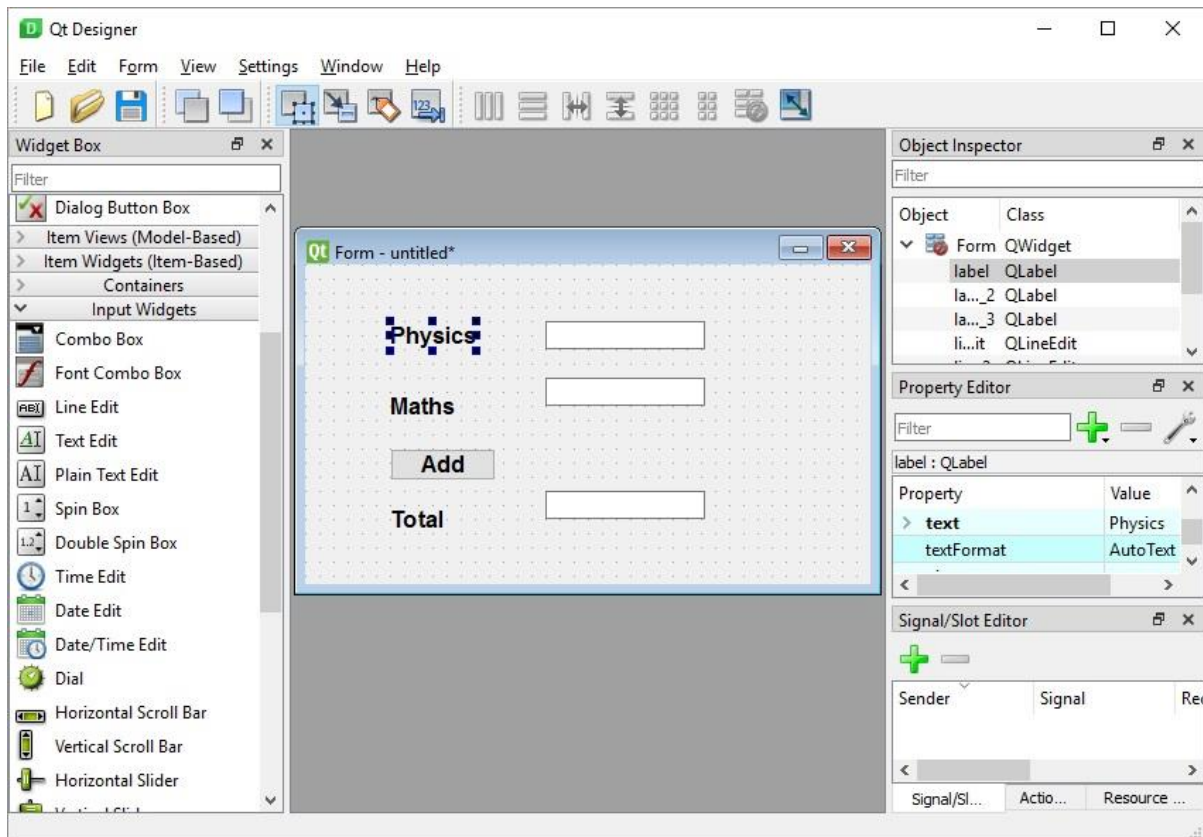 Qt Designer
File Edit Form View Settings Window Help
Widget Box
Filter
Dialog Button Box
Item Views (Model-Based)
Item Widgets (Item-Based)
Containers
Input Widgets
Combo Box
Font Combo Box
Line Edit
Text Edit
Plain Text Edit
Spin Box
Double Spin Box
Time Edit
Date Edit
Date/Time Edit
Dial
Horizontal Scroll Bar
Vertical Scroll Bar
Horizontal Slider
Qt Form - untitled*
Physics
Maths
Add
Total
Object Inspector
Filter
Object Class
Form QWidget
label QLabel
la..._2 QLabel
la..._3 QLabel
li...it QLineEdit
Property Editor
Filter
label : QLabel
Property Value
text Physics
textFormat AutoText
Signal/Slot Editor
Sender Signal Re
Signal/Sl... Actio... Resource ...